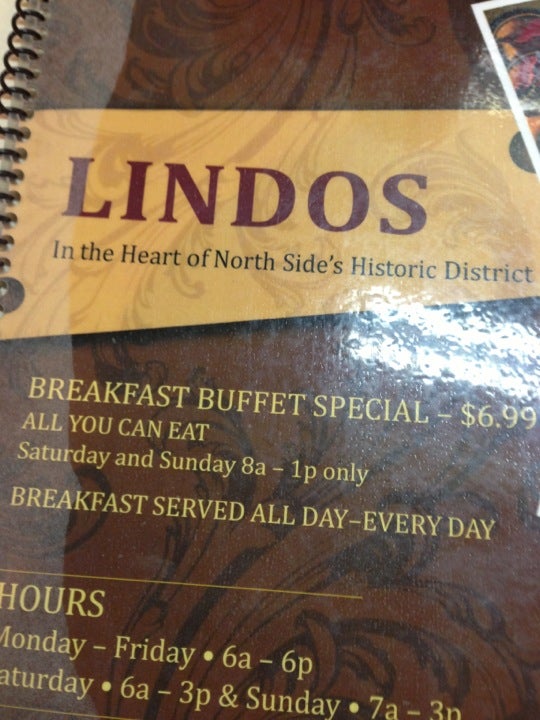 LINDOS
In the Heart of North Side's Historic District
BREAKFAST BUFFET SPECIAL – $6.99
ALL YOU CAN EAT
Saturday and Sunday 8a – 1p only
BREAKFAST SERVED ALL DAY–EVERY DAY
HOURS
Monday – Friday • 6a – 6p
Saturday • 6a – 3p & Sunday • 7a – 3p